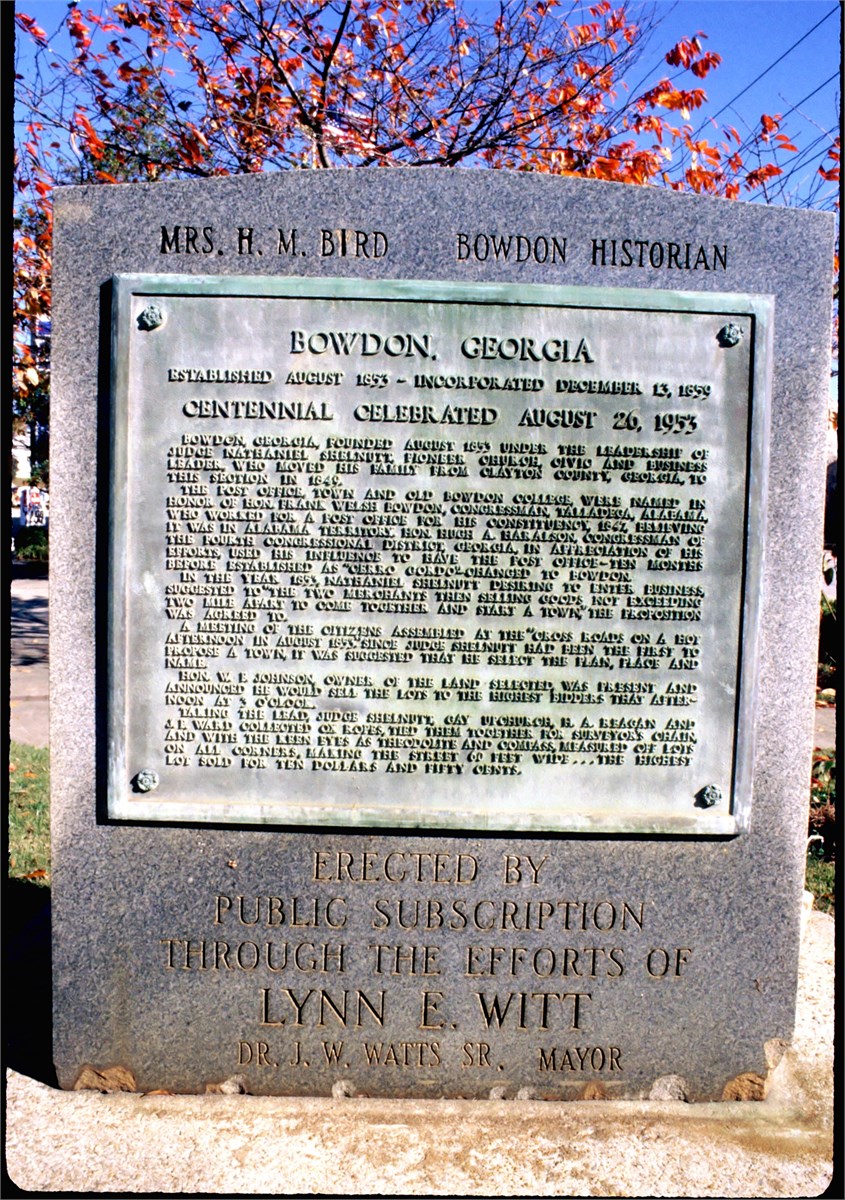 MRS. H. M. BIRD BOWDON HISTORIAN
BOWDON, GEORGIA
ESTABLISHED AUGUST 1853 - INCORPORATED DECEMBER 13, 1859
CENTENNIAL CELEBRATED AUGUST 26, 1953
BOWDON, GEORGIA, FOUNDED AUGUST 1853 UNDER THE LEADERSHIP OF
JUDGE NATHANIEL SHELNUTT, PIONEER CHURCH, CIVIC AND BUSINESS
LEADER, WHO MOVED HIS FAMILY FROM CLAYTON COUNTY, GEORGIA, TO
THIS SECTION IN 1849.
THE POST OFFICE, TOWN AND OLD BOWDON COLLEGE, WERE NAMED IN
HONOR OF HON. FRANK WELSH BOWDON, CONGRESSMAN, TALLADEGA, ALABAMA,
WHO WORKED FOR A POST OFFICE FOR HIS CONSTITUENCY, 1847, BELIEVING
IT WAS IN ALABAMA TERRITORY. HON. HUGH A. HARALSON, CONGRESSMAN OF
THE FOURTH CONGRESSIONAL DISTRICT, GEORGIA, IN APPRECIATION OF HIS
EFFORTS, USED HIS INFLUENCE TO HAVE THE POST OFFICE-TEN MONTHS
BEFORE ESTABLISHED AS "CERRO GORDO"-CHANGED TO BOWDON.
IN THE YEAR 1853, NATHANIEL SHELNUTT DESIRING TO ENTER BUSINESS,
SUGGESTED TO "THE TWO MERCHANTS THEN SELLING GOODS NOT EXCEEDING
TWO MILE APART TO COME TOGETHER AND START A TOWN," THE PROPOSITION
WAS AGREED TO.
A MEETING OF THE CITIZENS ASSEMBLED AT THE "CROSS ROADS ON A HOT
AFTERNOON IN AUGUST 1853." SINCE JUDGE SHELNUTT HAD BEEN THE FIRST TO
PROPOSE A TOWN, IT WAS SUGGESTED THAT HE SELECT THE PLAN, PLACE AND
NAME.
HON. W. F. JOHNSON, OWNER OF THE LAND SELECTED, WAS PRESENT AND
ANNOUNCED HE WOULD SELL THE LOTS TO THE HIGHEST BIDDERS THAT AFTER-
NOON AT 3 O'CLOCK.
TALING THE LEAD, JUDGE SHELNUTT, GAY UPCHURCH, H. A. REAGAN AND
J. E. WARD COLLECTED OX ROPES, TIED THEM TOGETHER FOR SURVEYOR'S CHAIN,
AND WITH THE KEEN EYES AS THEODOLITE AND COMPASS, MEASURED OFF LOTS
ON ALL CORNERS, MAKING THE STREET 60 FEET WIDE... THE HIGHEST
LOT SOLD FOR TEN DOLLARS AND FIFTY CENTS.
ERECTED BY
PUBLIC SUBSCRIPTION
THROUGH THE EFFORTS OF
LYNN E. WITT
DR. J. W. WATTS SR. MAYOR